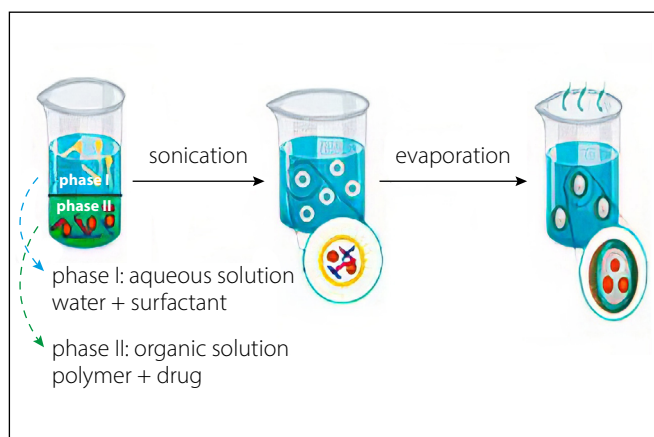 sonication
evaporation
phase I
phase II
phase I: aqueous solution
water + surfactant
phase II: organic solution
polymer + drug